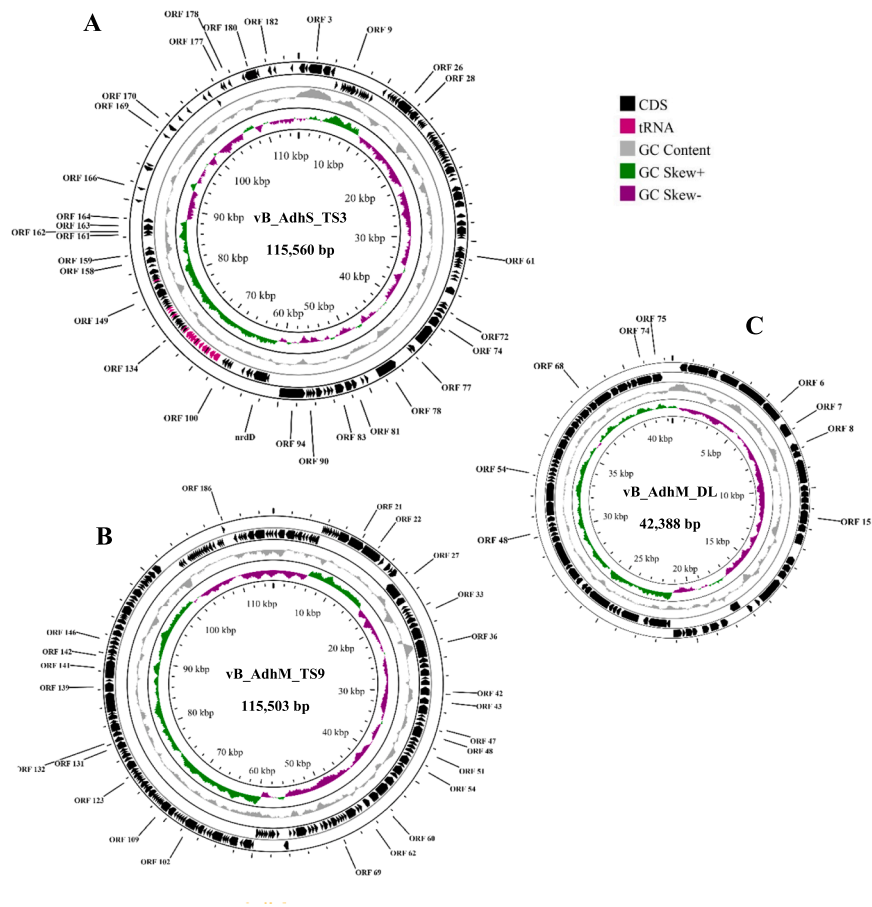 A
ORF 178
ORF 180
ORF 182
ORF 177
ORF 3
ORF 9
ORF 26
ORF 28
ORF 170
ORF 169
ORF 166
ORF 164
ORF 163
ORF 162
ORF 161
ORF 159
ORF 158
ORF 149
ORF 134
ORF 100
nrdD
ORF 94
ORF 90
ORF 83
ORF 81
ORF 78
ORF 77
ORF 74
ORF72
ORF 61
110 kbp
10 kbp
100 kbp
20 kbp
90 kbp
30 kbp
80 kbp
40 kbp
70 kbp
60 kbp
50kbp
vB_AdhS_TS3
115,560 bp
CDS
tRNA
GC Content
GC Skew+
GC Skew-
C
ORF 75
ORF 74
ORF 68
ORF 6
ORF 7
ORF 8
ORF 54
ORF 15
ORF 48
40 kbp
5 kbp
35 kbp
10 kbp
30 kbp
15 kbp
25 kbp
20 kbp
vB_AdhM_DL
42,388 bp
B
ORF 186
ORF 21
ORF 22
ORF 27
ORF 33
ORF 36
ORF 42
ORF 43
ORF 47
ORF 48
ORF 51
ORF 54
ORF 60
ORF 62
ORF 69
ORF 102
ORF 109
ORF 123
ORF 131
ORF 139
ORF 141
ORF 142
ORF 146
110 kbp
10 kbp
100 kbp
20 kbp
90 kbp
30 kbp
80 kbp
40 kbp
70 kbp
60 kbp
50 kbp
vB_AdhM_TS9
115,503 bp